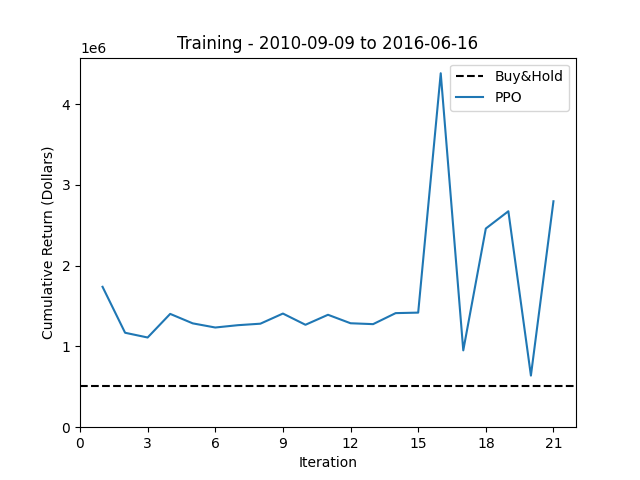 Training - 2010-09-09 to 2016-06-16
1e6
Buy&Hold
PPO
Cumulative Return (Dollars)
4
3
2
1
0
0 3 6 9 12 15 18 21
Iteration